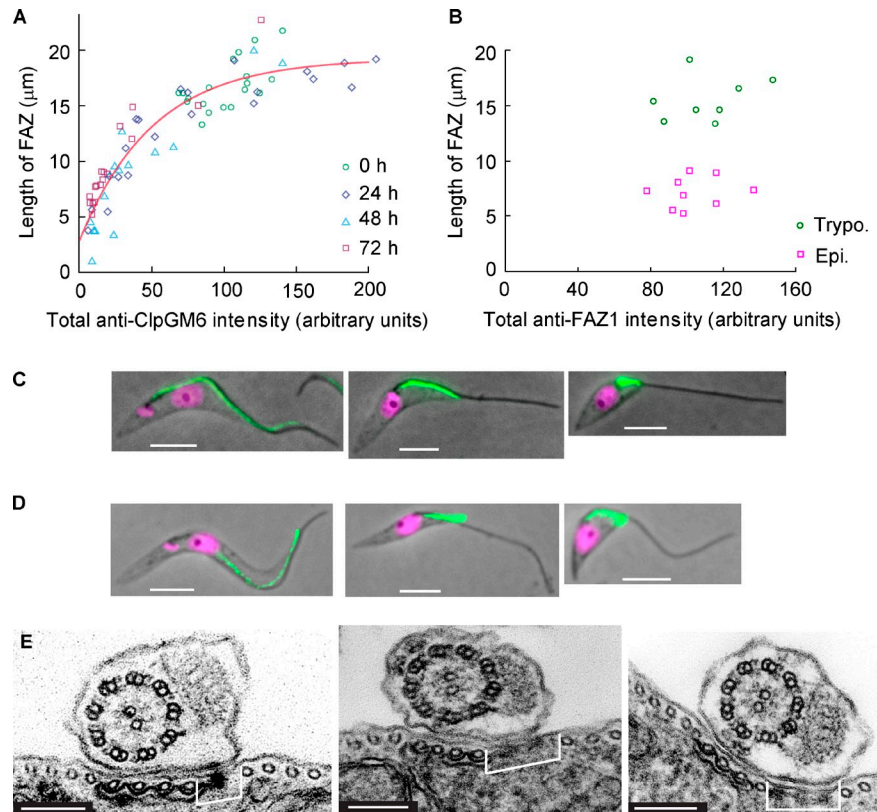 A
Length of FAZ (μm)
20
15
10
5
0
0 h
24 h
48 h
72 h
0
50
100
150
200
Total anti-ClpGM6 intensity (arbitrary units)
B
Length of FAZ (μm)
20
15
10
5
0
Trypo.
Epi.
0
40
80
120
160
Total anti-FAZ1 intensity (arbitrary units)
C
D
E